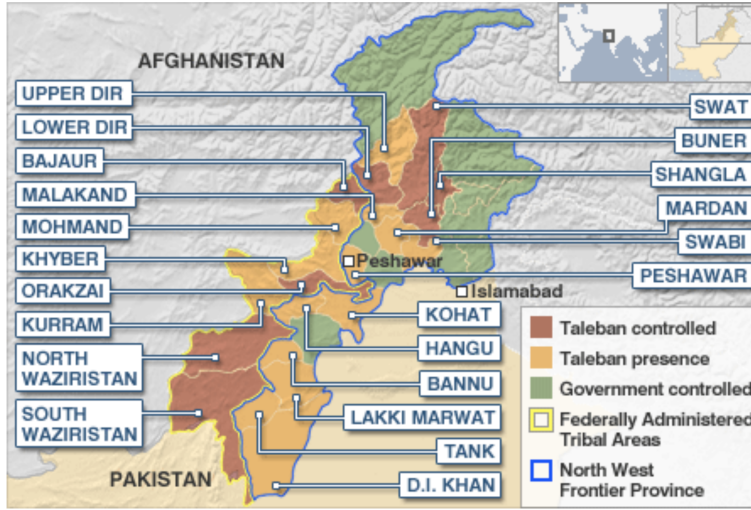 AFGHANISTAN
UPPER DIR
LOWER DIR
BAJAUR
MALAKAND
MOHMAND
KHYBER
ORAKZAI
KURRAM
NORTH
WAZIRISTAN
SOUTH
WAZIRISTAN
PAKISTAN
SWAT
BUNER
SHANGLA
MARDAN
SWABI
PESHAWAR
Peshawar
Islamabad
KOHAT
HANGU
BANNU
LAKKI MARWAT
TANK
D.I. KHAN
Taleban controlled
Taleban presence
Government controlled
Federally Administered
Tribal Areas
North West
Frontier Province